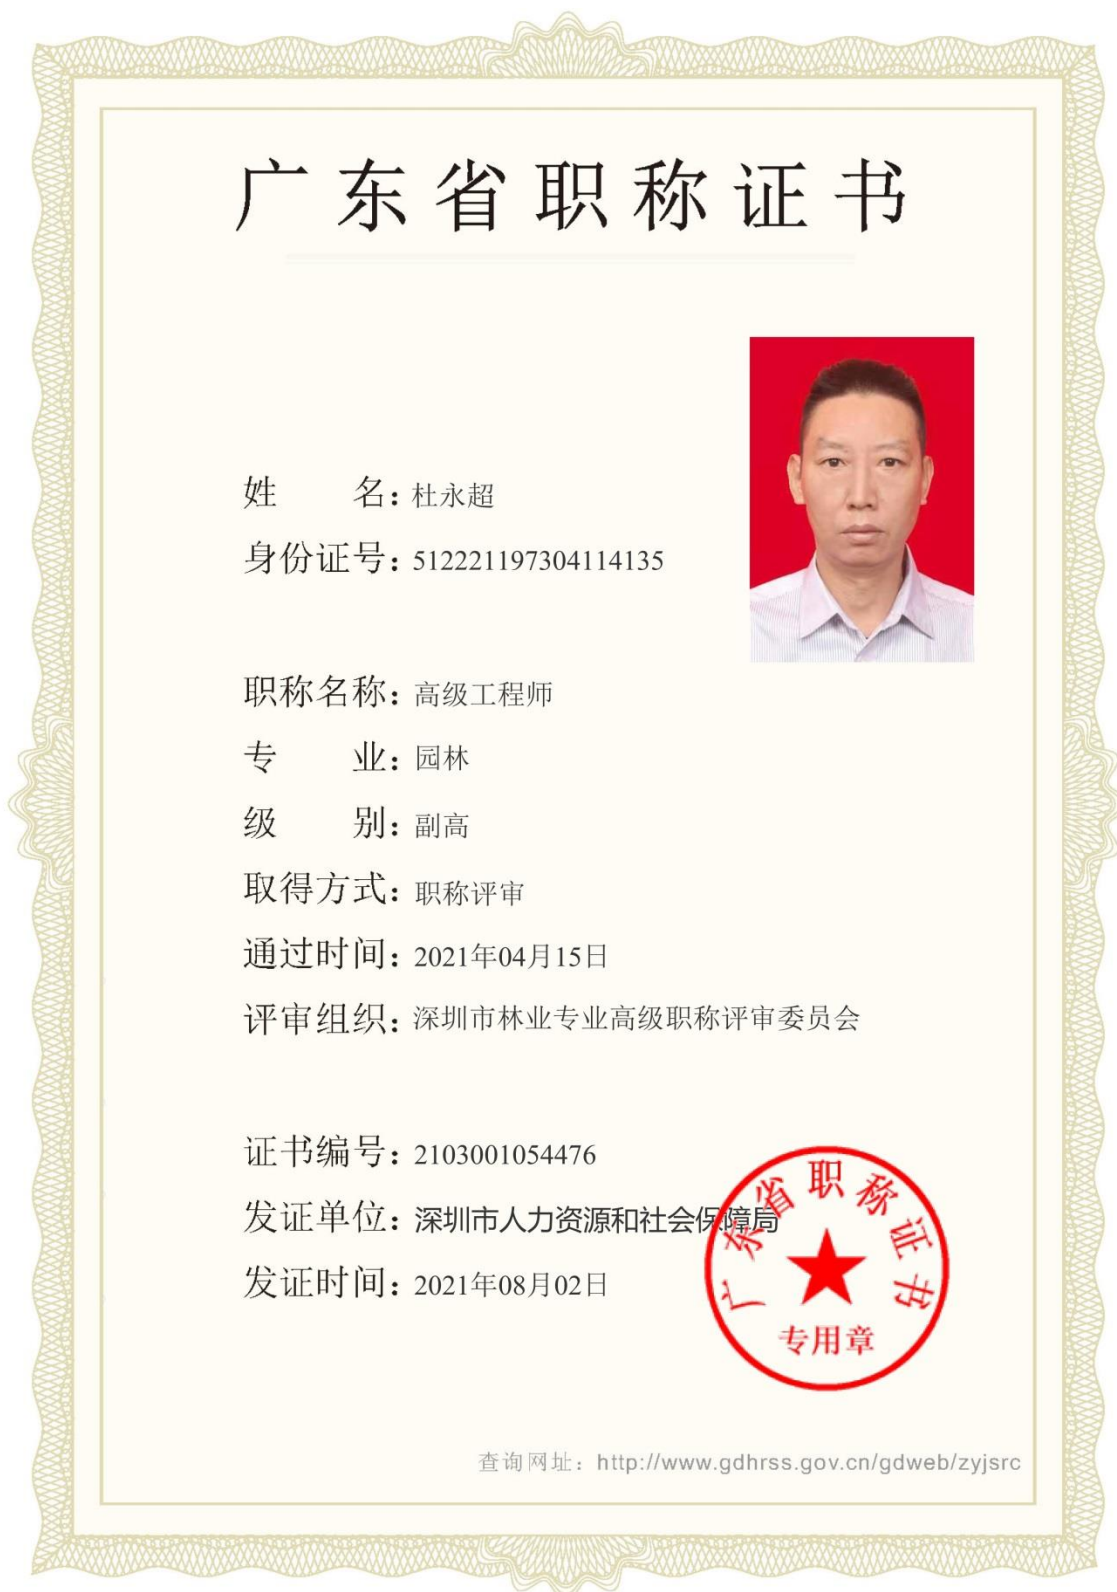 广东省职称证书
姓　　名：杜永超
身份证号：512221197304114135
职称名称：高级工程师
专　　业：园林
级　　别：副高
取得方式：职称评审
通过时间：2021年04月15日
评审组织：深圳市林业专业高级职称评审委员会
证书编号：2103001054476
发证单位：深圳市人力资源和社会保障局
发证时间：2021年08月02日
广东省职称证书
专用章
查询网址：http://www.gdhrss.gov.cn/gdweb/zyjsrc